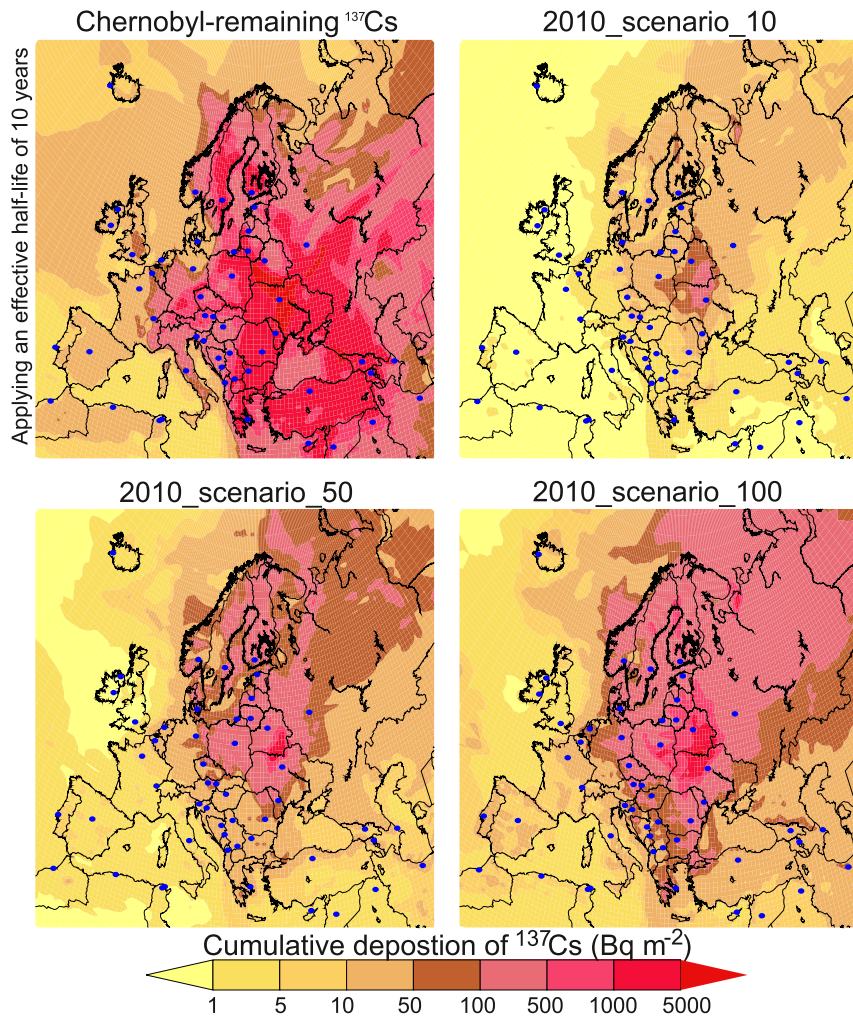 Chernobyl-remaining ¹³⁷Cs
2010_scenario_10
Applying an effective half-life of 10 years
2010_scenario_50
2010_scenario_100
Cumulative depostion of ¹³⁷Cs (Bq m⁻²)
1 5 10 50 100 500 1000 5000